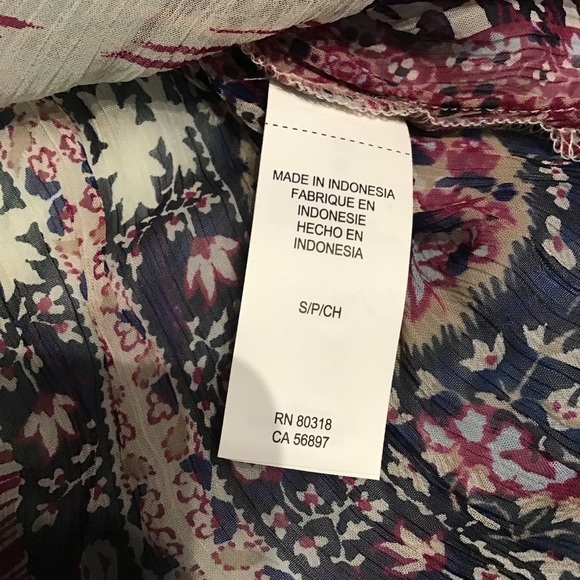 MADE IN INDONESIA
FABRIQUE EN
INDONESIE
HECHO EN
INDONESIA
S/P/CH
RN 80318
CA 56897